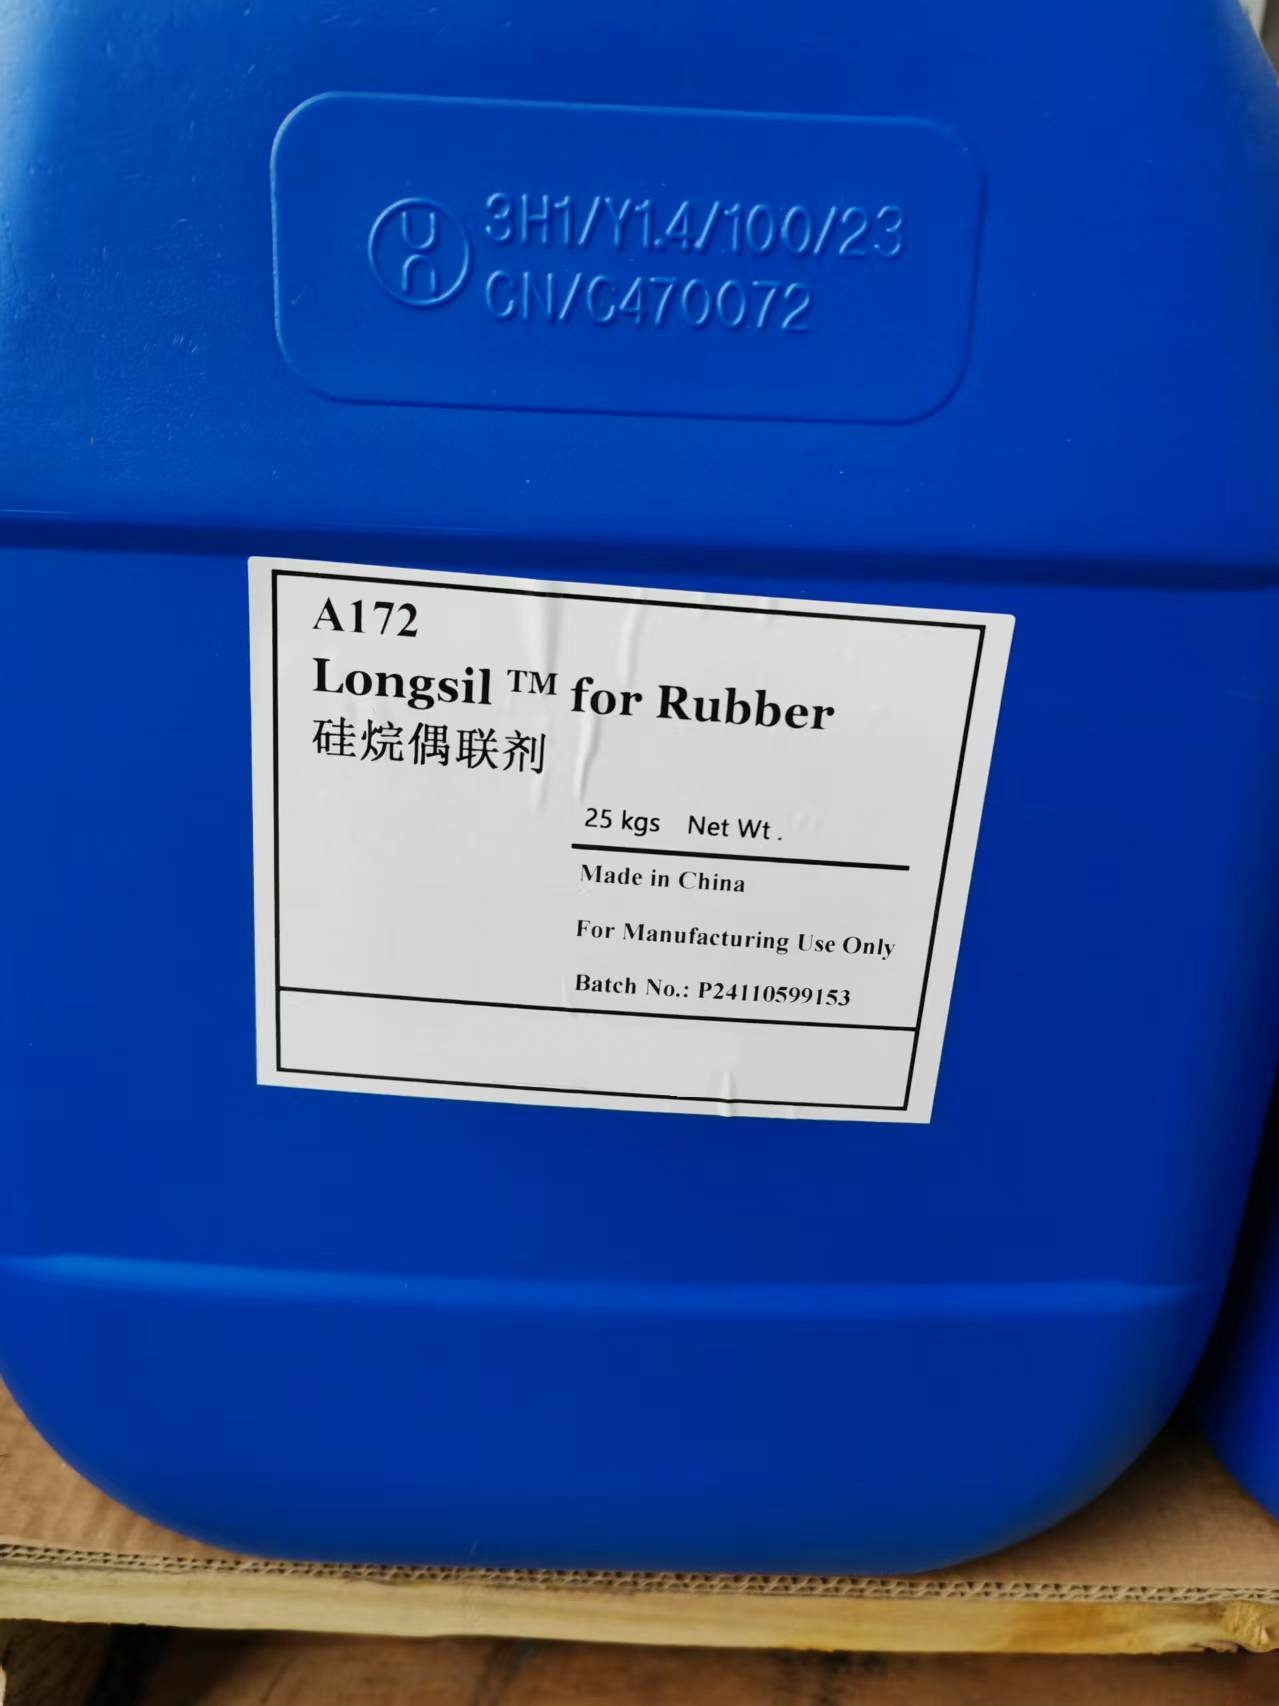 UN 3H1/Y1.4/100/23
CN/C470072
A172
Longsil ™ for Rubber
硅烷偶联剂
25 kgs Net Wt .
Made in China
For Manufacturing Use Only
Batch No.: P24110599153